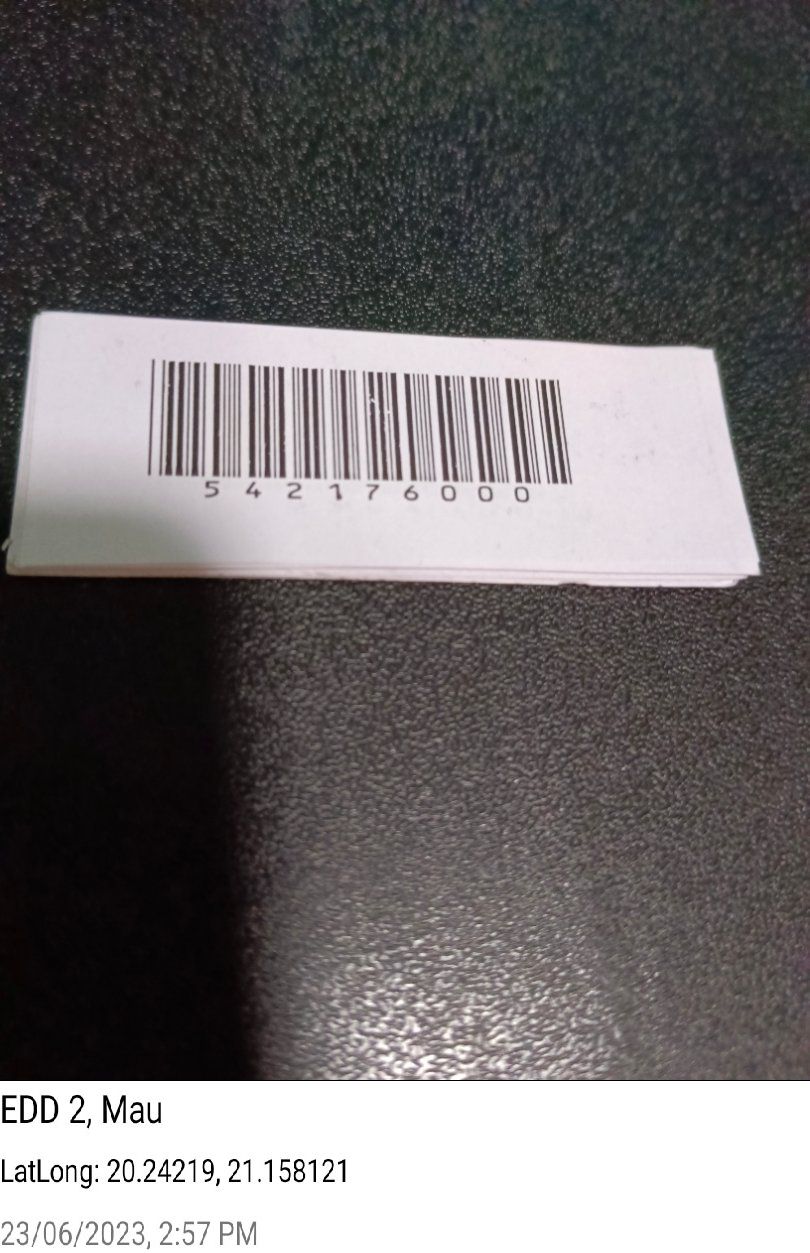 542176000
EDD 2, Mau
LatLong: 20.24219, 21.158121
23/06/2023, 2:57 PM